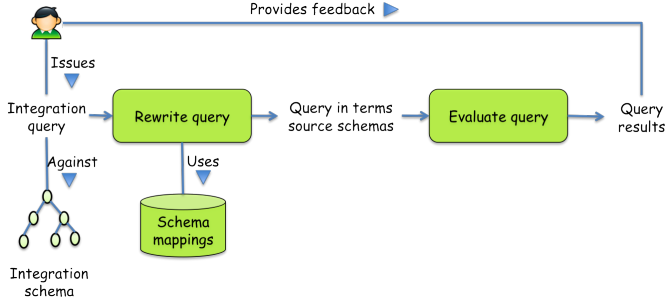 Provides feedback
Issues
Integration
query
Rewrite query
Query in terms
source schemas
Evaluate query
Query
results
Against
Uses
Schema
mappings
Integration
schema